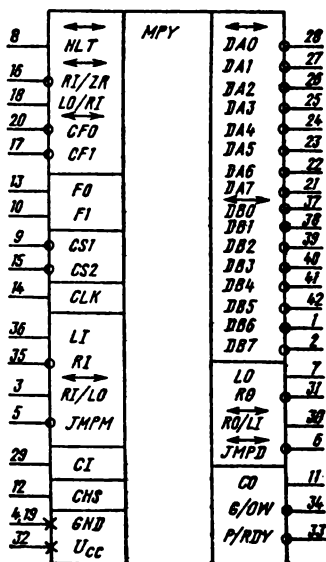 MPY
8 HLT
16 RI/ZR
18 LO/RI
20 CF0
17 CF1
13 F0
10 F1
9 CS1
15 CS2
14 CLK
36 LI
35 RI
3 RI/LO
5 JMPM
29 CI
12 CHS
4,19 GND
32 UCC
DA0 28
DA1 27
DA2 26
DA3 25
DA4 24
DA5 23
DA6 22
DA7 21
DB0 37
DB1 38
DB2 39
DB3 40
DB4 41
DB5 42
DB6 1
DB7 2
LO 7
R0 31
RO/LI 30
JMPD 6
CO 11
G/OW 34
P/RDY 33